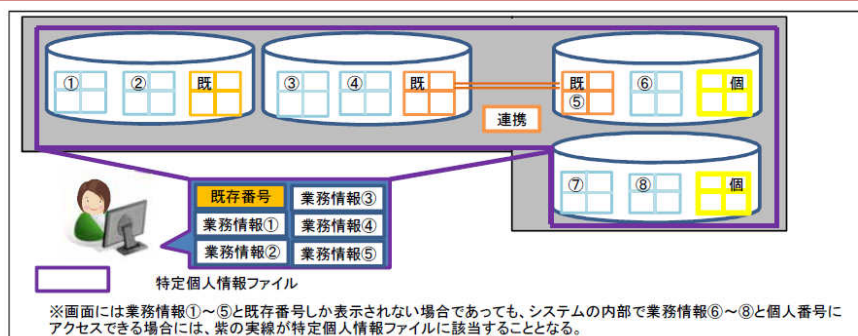 ① ② 既 ③ ④ 既 既 ⑥ 個
⑤
連携
⑦ ⑧ 個
既存番号 業務情報③
業務情報① 業務情報④
業務情報② 業務情報⑤
特定個人情報ファイル
※画面には業務情報①～⑤と既存番号しか表示されない場合であっても、システムの内部で業務情報⑥～⑧と個人番号に
アクセスできる場合には、紫の実線が特定個人情報ファイルに該当することとなる。